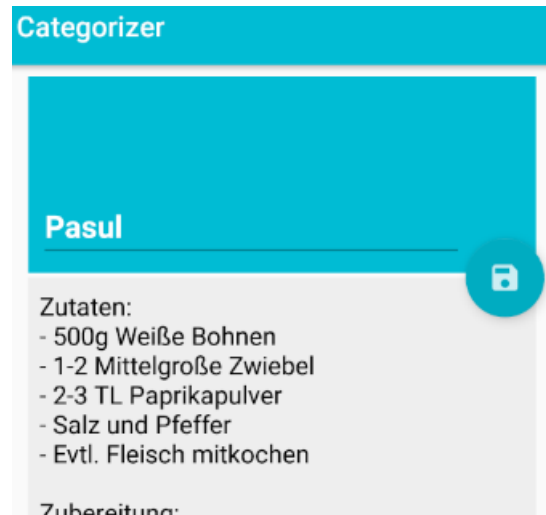 Categorizer
Pasul
Zutaten:
- 500g Weiße Bohnen
- 1-2 Mittelgroße Zwiebel
- 2-3 TL Paprikapulver
- Salz und Pfeffer
- Evtl. Fleisch mitkochen
Zubereitung: